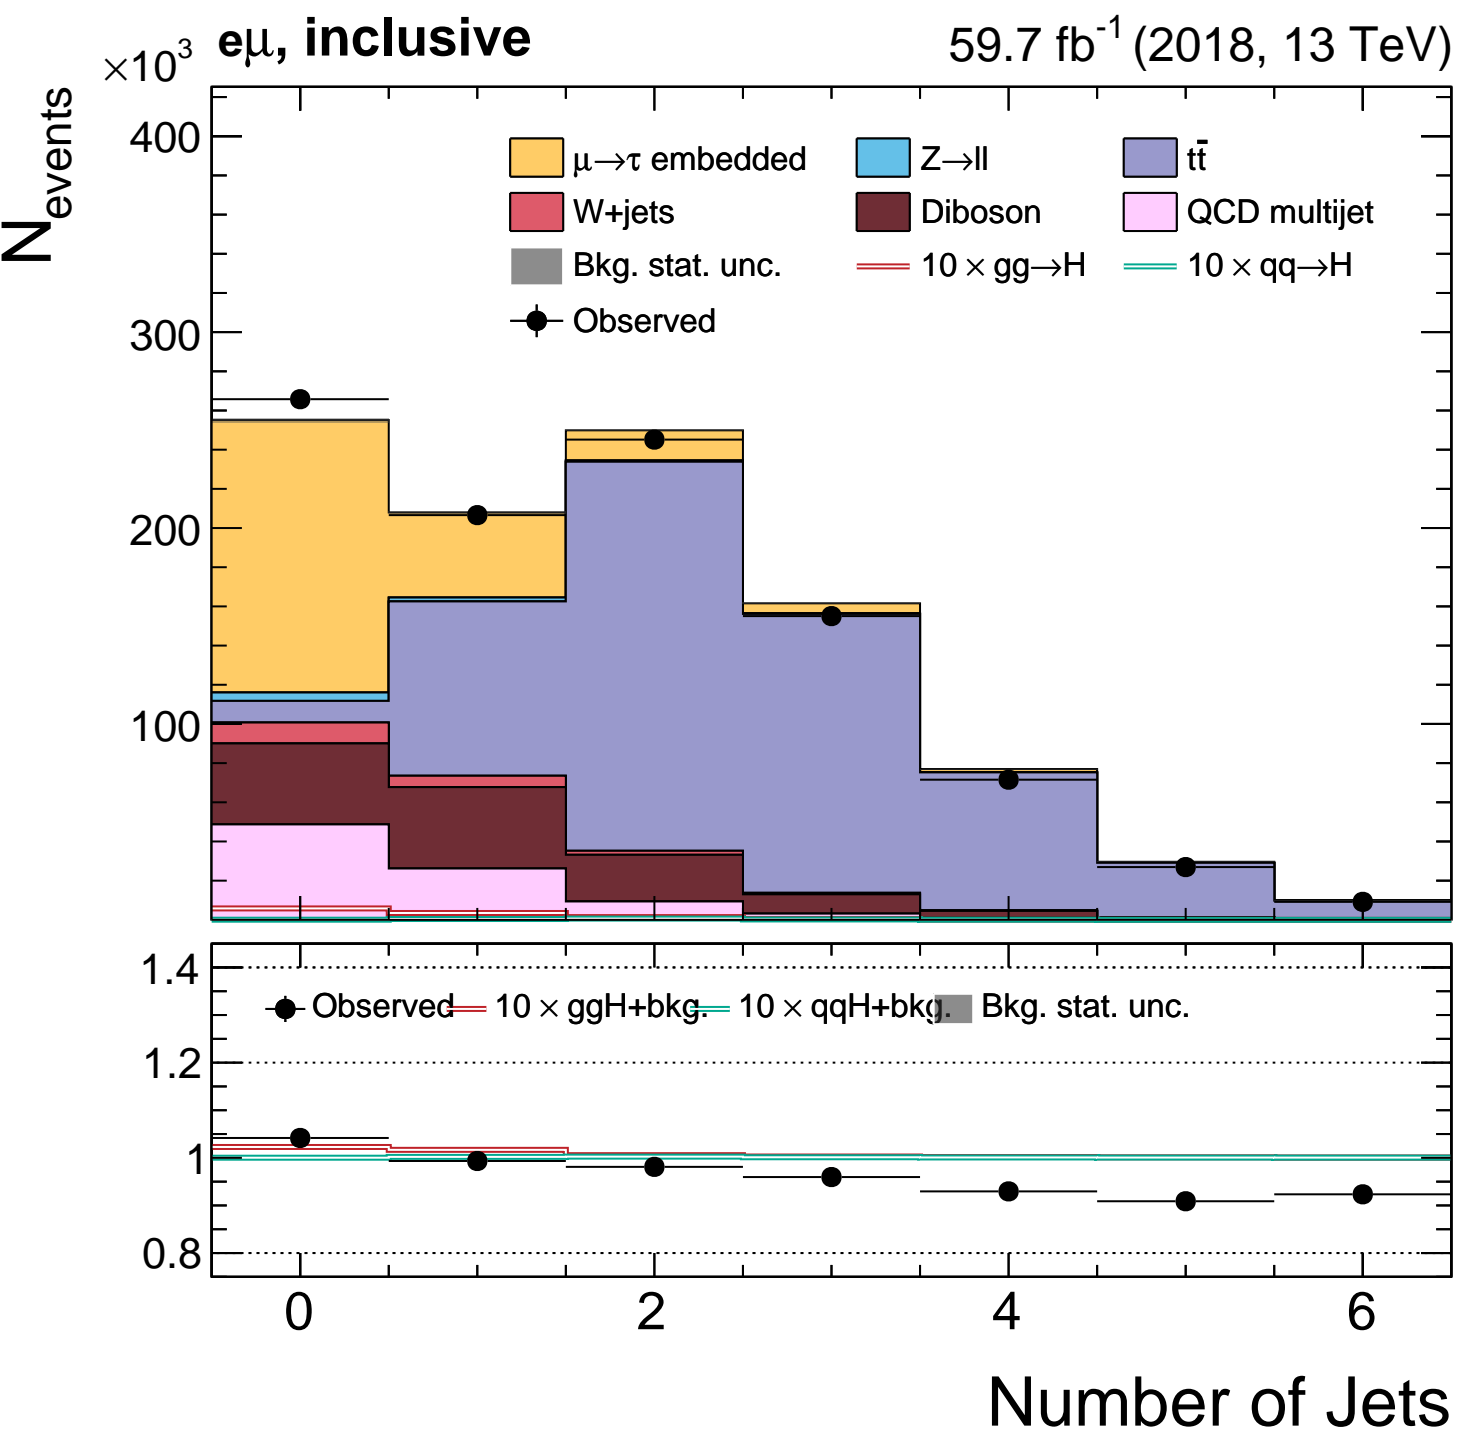 ×10³ eμ, inclusive 59.7 fb⁻¹ (2018, 13 TeV)
N_events
400
300
200
100
μ→τ embedded Z→ll tt̄
W+jets Diboson QCD multijet
Bkg. stat. unc. 10 × gg→H 10 × qq→H
Observed
1.4
1.2
1
0.8
Observed 10 × ggH+bkg. 10 × qqH+bkg. Bkg. stat. unc.
0 2 4 6
Number of Jets